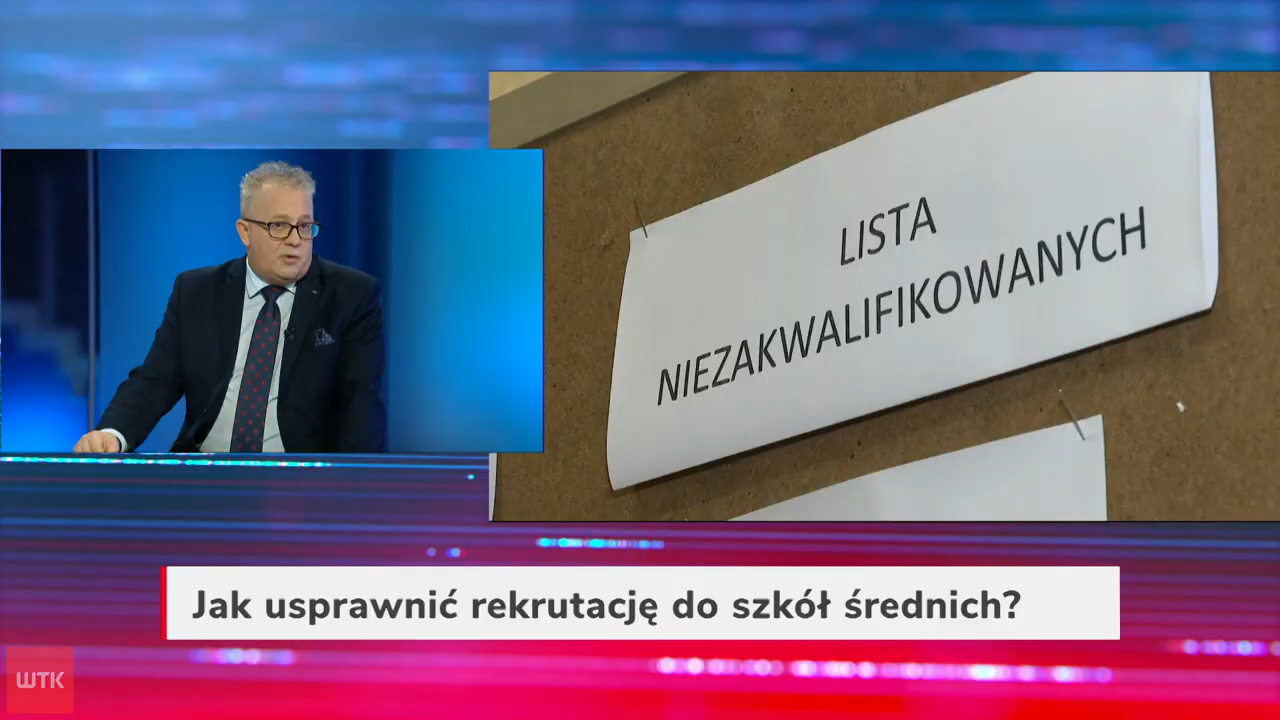 LISTA
NIEZAKWALIFIKOWANYCH
Jak usprawnić rekrutację do szkół średnich?
WTK